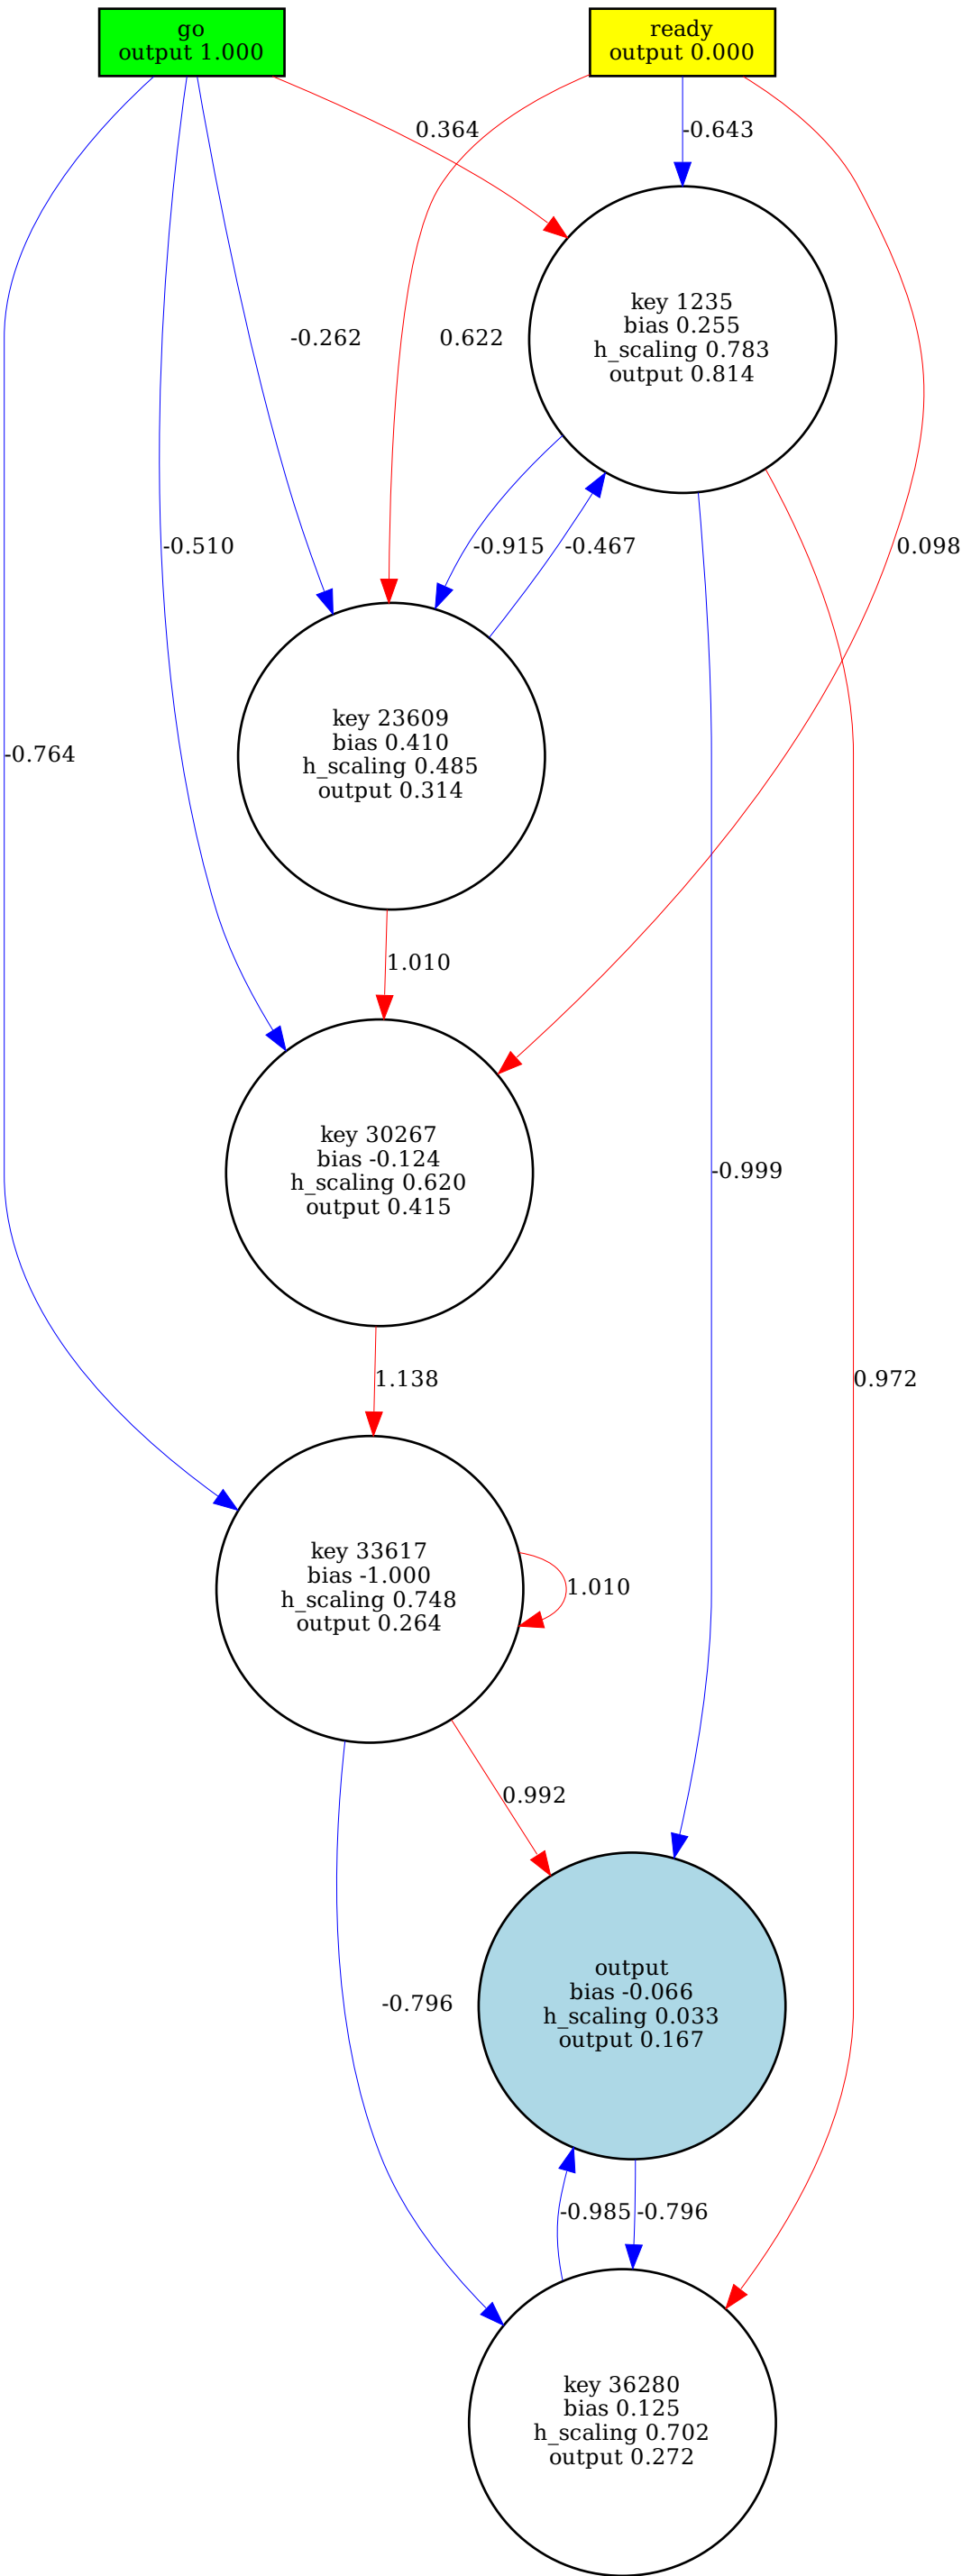 go
output 1.000
ready
output 0.000
0.364
-0.643
key 1235
bias 0.255
h_scaling 0.783
output 0.814
-0.262
0.622
-0.510
-0.915
-0.467
0.098
key 23609
bias 0.410
h_scaling 0.485
output 0.314
-0.764
1.010
key 30267
bias -0.124
h_scaling 0.620
output 0.415
-0.999
1.138
0.972
key 33617
bias -1.000
h_scaling 0.748
output 0.264
1.010
0.992
output
bias -0.066
h_scaling 0.033
output 0.167
-0.796
-0.985
-0.796
key 36280
bias 0.125
h_scaling 0.702
output 0.272